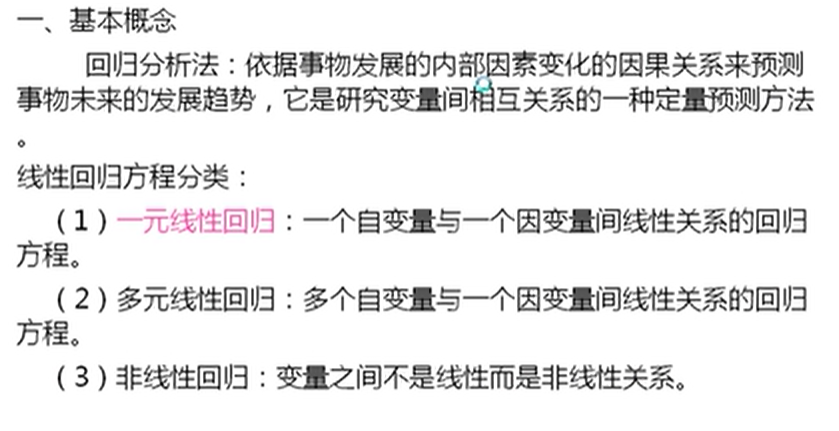 一、基本概念
回归分析法：依据事物发展的内部因素变化的因果关系来预测
事物未来的发展趋势，它是研究变量间相互关系的一种定量预测方法
。
线性回归方程分类：
（1）一元线性回归：一个自变量与一个因变量间线性关系的回归
方程。
（2）多元线性回归：多个自变量与一个因变量间线性关系的回归
方程。
（3）非线性回归：变量之间不是线性而是非线性关系。